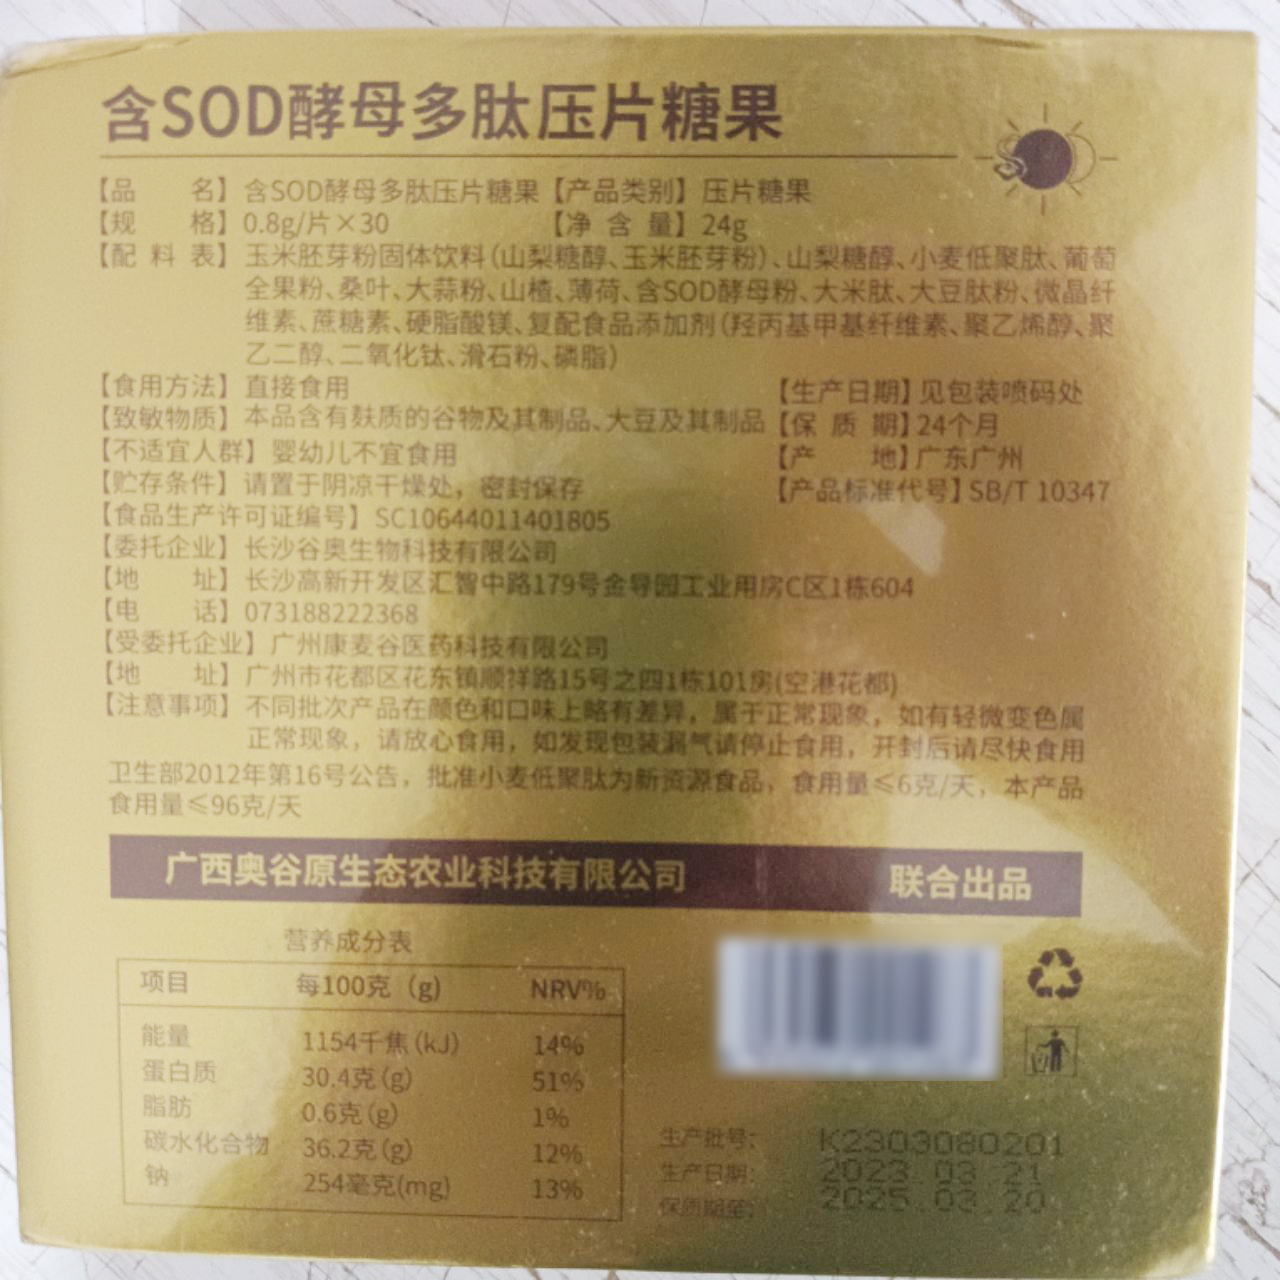 含SOD酵母多肽压片糖果
【品 名】含SOD酵母多肽压片糖果【产品类别】压片糖果
【规 格】0.8g/片×30 【净 含 量】24g
【配 料 表】玉米胚芽粉固体饮料(山梨糖醇、玉米胚芽粉)、山梨糖醇、小麦低聚肽、葡萄
全果粉、桑叶、大蒜粉、山楂、薄荷、含SOD酵母粉、大米肽、大豆肽粉、微晶纤
维素、蔗糖素、硬脂酸镁、复配食品添加剂(羟丙基甲基纤维素、聚乙烯醇、聚
乙二醇、二氧化钛、滑石粉、磷脂)
【食用方法】直接食用 【生产日期】见包装喷码处
【致敏物质】本品含有麸质的谷物及其制品、大豆及其制品 【保 质 期】24个月
【不适宜人群】婴幼儿不宜食用 【产 地】广东广州
【贮存条件】请置于阴凉干燥处，密封保存 【产品标准代号】SB/T 10347
【食品生产许可证编号】SC10644011401805
【委托企业】长沙谷奥生物科技有限公司
【地 址】长沙高新开发区汇智中路179号金导园工业用房C区1栋604
【电 话】073188222368
【受委托企业】广州康麦谷医药科技有限公司
【地 址】广州市花都区花东镇顺祥路15号之四1栋101房(空港花都)
【注意事项】不同批次产品在颜色和口味上略有差异，属于正常现象，如有轻微变色属
正常现象，请放心食用，如发现包装漏气请停止食用，开封后请尽快食用
卫生部2012年第16号公告，批准小麦低聚肽为新资源食品，食用量≤6克/天，本产品
食用量≤96克/天
广西奥谷原生态农业科技有限公司 联合出品
营养成分表
项目 每100克 (g) NRV%
能量 1154千焦(kJ) 14%
蛋白质 30.4克(g) 51%
脂肪 0.6克(g) 1%
碳水化合物 36.2克(g) 12%
钠 254毫克(mg) 13%
生产批号: K2303080201
生产日期: 2023.03.21
保质期至: 2025.03.20